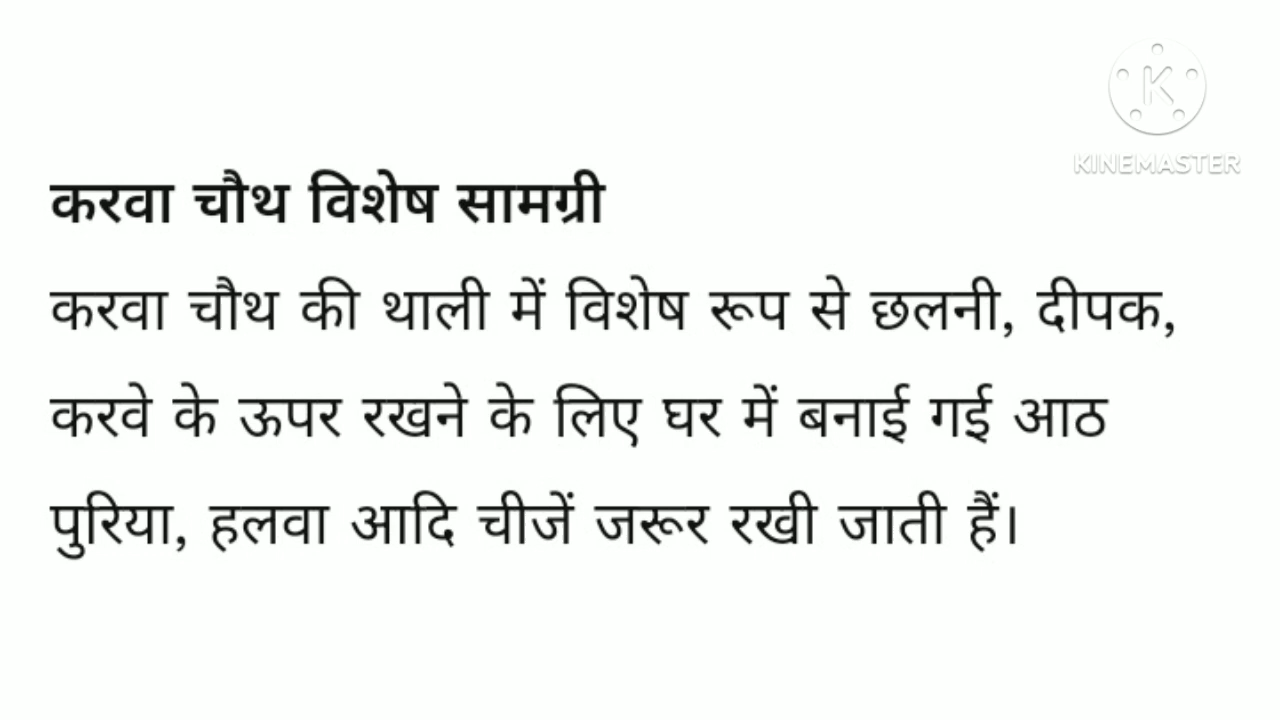 K
KINEMASTER
करवा चौथ विशेष सामग्री
करवा चौथ की थाली में विशेष रूप से छलनी, दीपक,
करवे के ऊपर रखने के लिए घर में बनाई गई आठ
पुरिया, हलवा आदि चीजें जरूर रखी जाती हैं।